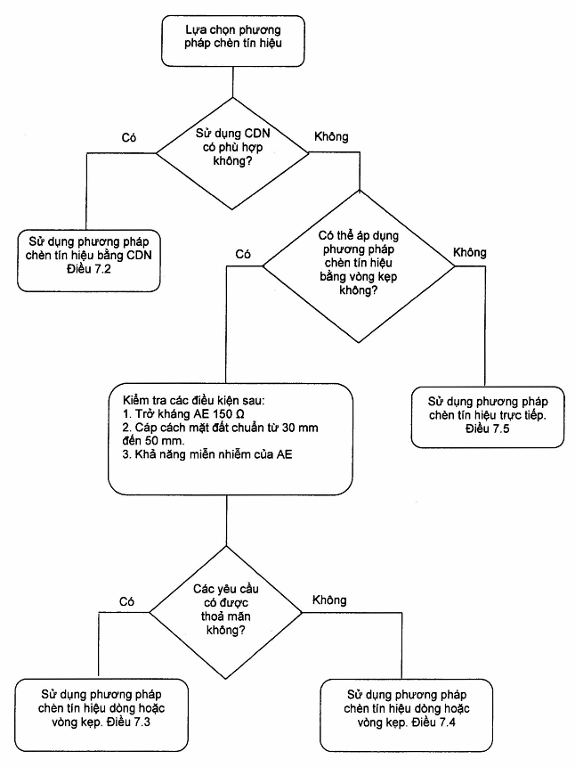 Lựa chọn phương
pháp chèn tín hiệu
Có
Không
Sử dụng CDN
có phù hợp
không?
Sử dụng phương pháp
chèn tín hiệu bằng CDN
Điều 7.2
Có
Không
Có thể áp dụng
phương pháp
chèn tín hiệu
bằng vòng kẹp
không?
Kiểm tra các điều kiện sau:
1. Trở kháng AE 150 Ω
2. Cáp cách mặt đất chuẩn từ 30 mm
đến 50 mm.
3. Khả năng miễn nhiễm của AE
Sử dụng phương pháp
chèn tín hiệu trực tiếp.
Điều 7.5
Các yêu cầu
có được
thoả mãn
không?
Có
Không
Sử dụng phương pháp
chèn tín hiệu dòng hoặc
vòng kẹp. Điều 7.3
Sử dụng phương pháp
chèn tín hiệu dòng hoặc
vòng kẹp. Điều 7.4